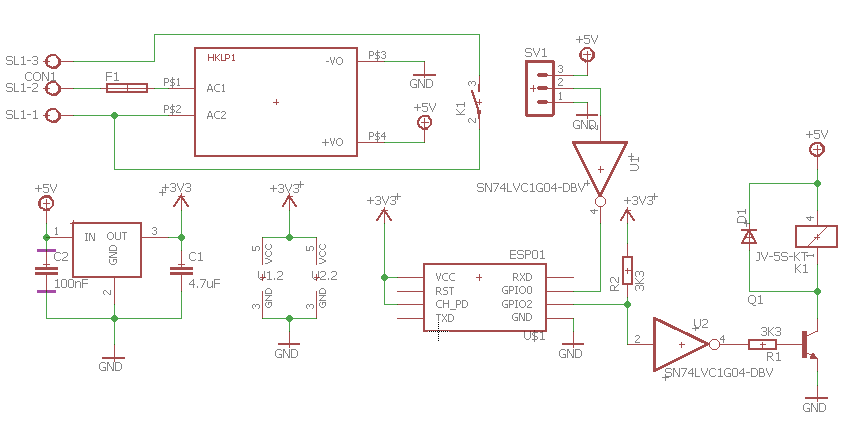 SL1-3
CON1
SL1-2
SL1-1
F1
HKLP1
P$1
AC1
P$2
AC2
-VO
P$3
+VO
P$4
GND
+5V
K1
3
2
SV1
3
2
1
+5V
GND
2
U1
SN74LVC1G04-DBV
4
+5V
1
IN
OUT
GND
3
2
C2
100nF
+3V3
C1
4.7uF
GND
+3V3
5
VCC
5
VCC
U1.2
U2.2
3
GND
3
GND
GND
+3V3
ESP01
VCC
RXD
RST
GPIO0
CH_PD
GPIO2
TXD
GND
U$1
GND
+3V3
R2
3K3
U2
2
4
SN74LVC1G04-DBV
3K3
R1
+5V
D1
4
JV-5S-KT
1
K1
Q1
GND